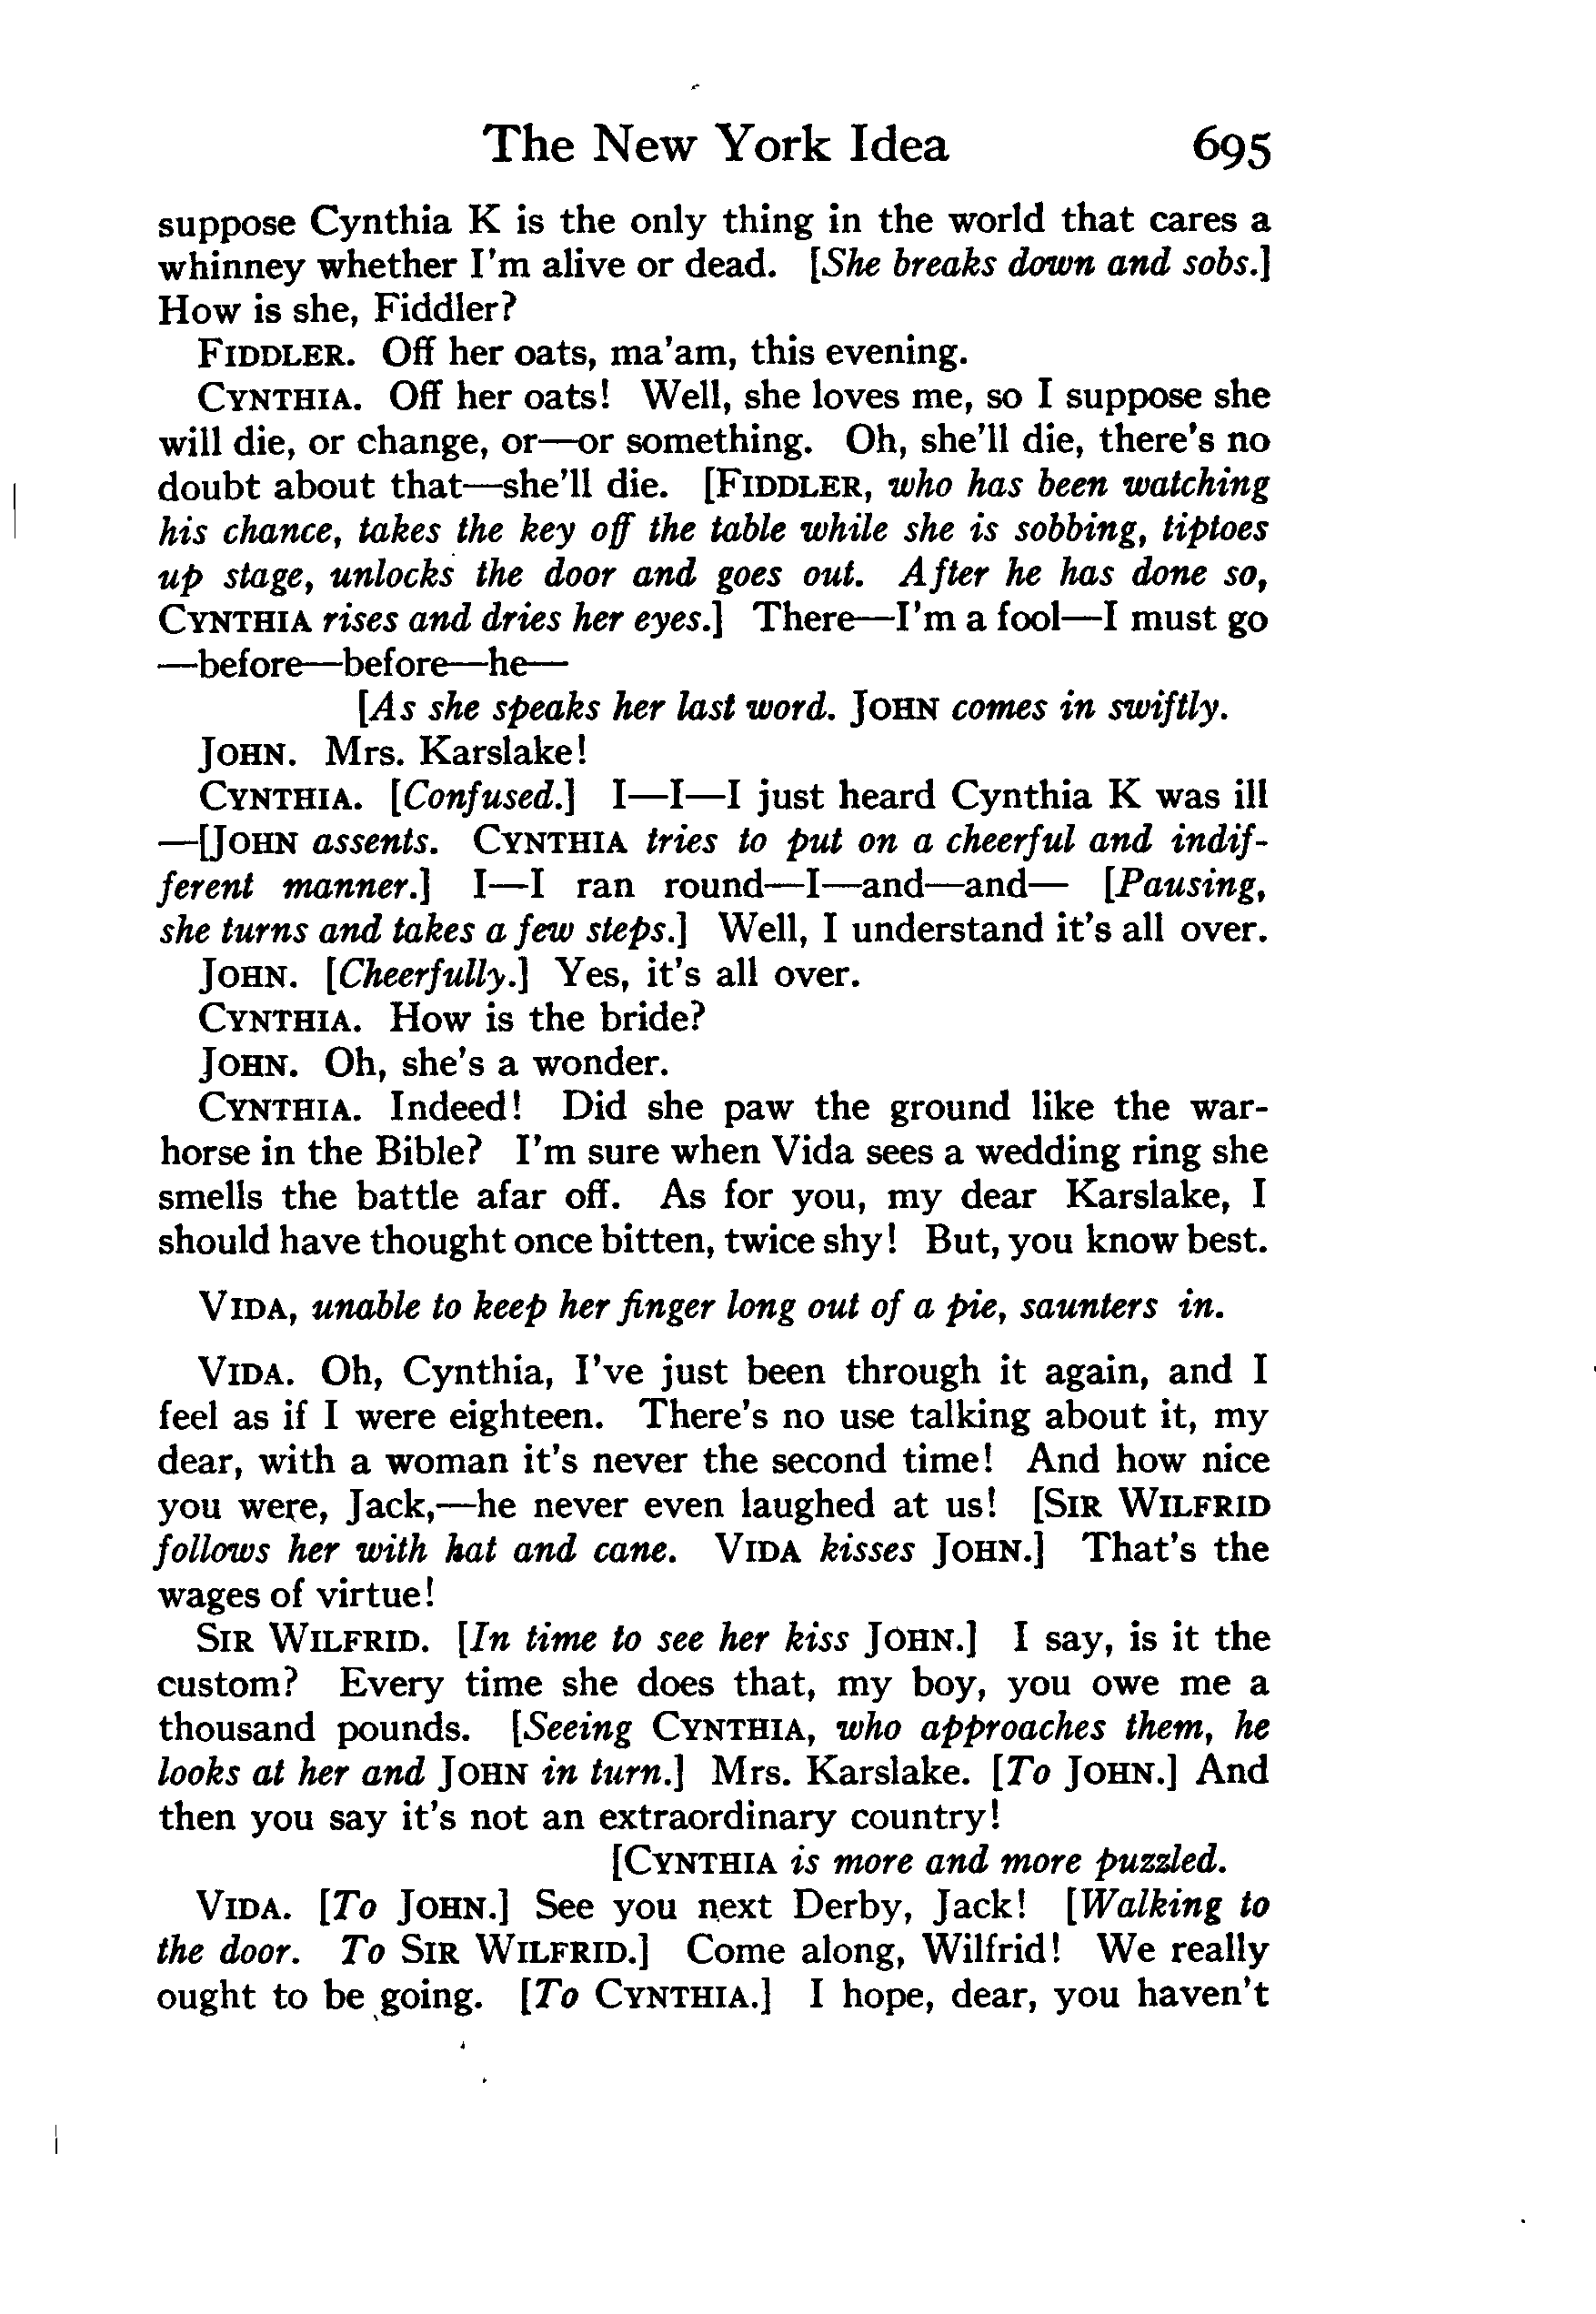 The New York Idea 695
suppose Cynthia K is the only thing in the world that cares a
whinney whether I'm alive or dead. [She breaks down and sobs.]
How is she, Fiddler?
FIDDLER. Off her oats, ma'am, this evening.
CYNTHIA. Off her oats! Well, she loves me, so I suppose she
will die, or change, or—or something. Oh, she'll die, there's no
doubt about that—she'll die. [FIDDLER, who has been watching
his chance, takes the key off the table while she is sobbing, tiptoes
up stage, unlocks the door and goes out. After he has done so,
CYNTHIA rises and dries her eyes.] There—I'm a fool—I must go
—before—before—he—
[As she speaks her last word. JOHN comes in swiftly.
JOHN. Mrs. Karslake!
CYNTHIA. [Confused.] I—I—I just heard Cynthia K was ill
—[JOHN assents. CYNTHIA tries to put on a cheerful and indif-
ferent manner.] I—I ran round—I—and—and— [Pausing,
she turns and takes a few steps.] Well, I understand it's all over.
JOHN. [Cheerfully.] Yes, it's all over.
CYNTHIA. How is the bride?
JOHN. Oh, she's a wonder.
CYNTHIA. Indeed! Did she paw the ground like the war-
horse in the Bible? I'm sure when Vida sees a wedding ring she
smells the battle afar off. As for you, my dear Karslake, I
should have thought once bitten, twice shy! But, you know best.
VIDA, unable to keep her finger long out of a pie, saunters in.
VIDA. Oh, Cynthia, I've just been through it again, and I
feel as if I were eighteen. There's no use talking about it, my
dear, with a woman it's never the second time! And how nice
you were, Jack,—he never even laughed at us! [SIR WILFRID
follows her with hat and cane. VIDA kisses JOHN.] That's the
wages of virtue!
SIR WILFRID. [In time to see her kiss JOHN.] I say, is it the
custom? Every time she does that, my boy, you owe me a
thousand pounds. [Seeing CYNTHIA, who approaches them, he
looks at her and JOHN in turn.] Mrs. Karslake. [To JOHN.] And
then you say it's not an extraordinary country!
[CYNTHIA is more and more puzzled.
VIDA. [To JOHN.] See you next Derby, Jack! [Walking to
the door. To SIR WILFRID.] Come along, Wilfrid! We really
ought to be going. [To CYNTHIA.] I hope, dear, you haven't